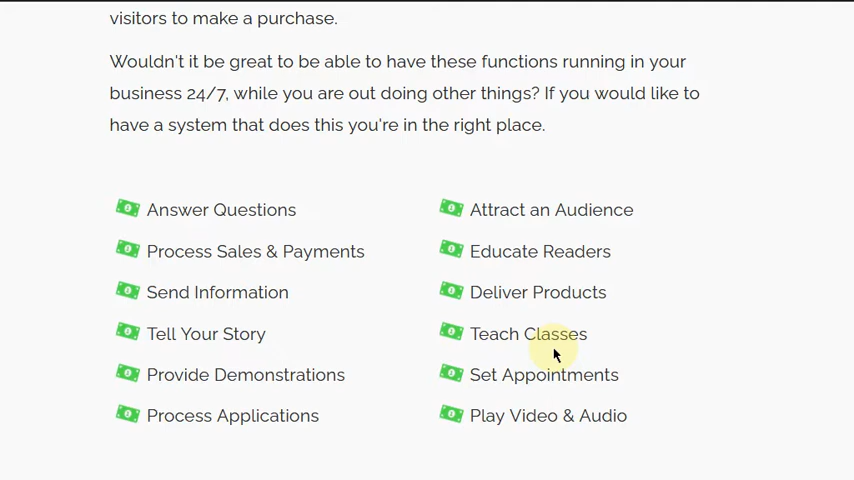 visitors to make a purchase.
Wouldn't it be great to be able to have these functions running in your
business 24/7, while you are out doing other things? If you would like to
have a system that does this you're in the right place.
Answer Questions
Process Sales & Payments
Send Information
Tell Your Story
Provide Demonstrations
Process Applications
Attract an Audience
Educate Readers
Deliver Products
Teach Classes
Set Appointments
Play Video & Audio